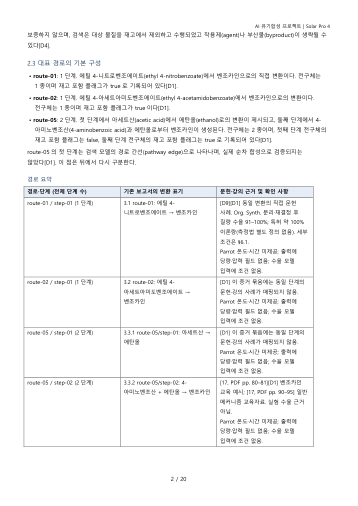 AI 유기합성 프로젝트 | Solar Pro 4
보증하지 않으며, 검색은 대상 물질을 재고에서 제외하고 수행되었고 작용제(agent)나 부산물(byproduct)이 생략될 수
있다[D4].
2.3 대표 경로의 기본 구성
• route-01: 1 단계, 에틸 4-니트로벤조에이트(ethyl 4-nitrobenzoate)에서 벤조카인으로의 직접 변환이다. 전구체는
1 종이며 재고 포함 플래그가 true 로 기록되어 있다[D1].
• route-02: 1 단계, 에틸 4-아세트아미도벤조에이트(ethyl 4-acetamidobenzoate)에서 벤조카인으로의 변환이다.
전구체는 1 종이며 재고 포함 플래그가 true 이다[D1].
• route-05: 2 단계, 첫 단계에서 아세트산(acetic acid)에서 에탄올(ethanol)로의 변환이 제시되고, 둘째 단계에서 4-
아미노벤조산(4-aminobenzoic acid)과 에탄올로부터 벤조카인이 생성된다. 전구체는 2 종이며, 첫째 단계 전구체의
재고 포함 플래그는 false, 둘째 단계 전구체의 재고 포함 플래그는 true 로 기록되어 있다[D1].
route-05 의 첫 단계는 검색 모델의 경로 간선(pathway edge)으로 나타나며, 실제 순차 합성으로 검증되지는
않았다[D1]. 이 점은 뒤에서 다시 구분한다.
경로 요약
경로·단계 (전체 단계 수)
기본 보고서의 변환 표기
문헌·강의 근거 및 확인 사항
route-01 / step-01 (1 단계)
3.1 route-01: 에틸 4-
니트로벤조에이트 → 벤조카인
[D9][D1] 동일 변환의 직접 문헌
사례; Org. Synth. 분리·재결정 후
질량 수율 91–100%; 특허 약 100%
이론량(측정법 별도 정의 없음). 세부
조건은 §6.1.
Parrot 온도·시간 미제공; 출력에
당량·압력 필드 없음; 수율 모델
입력에 조건 없음.
route-02 / step-01 (1 단계)
3.2 route-02: 에틸 4-
아세트아미도벤조에이트 →
벤조카인
[D1] 이 증거 묶음에는 동일 단계의
문헌·강의 사례가 매핑되지 않음.
Parrot 온도·시간 미제공; 출력에
당량·압력 필드 없음; 수율 모델
입력에 조건 없음.
route-05 / step-01 (2 단계)
3.3.1 route-05/step-01: 아세트산 →
에탄올
[D1] 이 증거 묶음에는 동일 단계의
문헌·강의 사례가 매핑되지 않음.
Parrot 온도·시간 미제공; 출력에
당량·압력 필드 없음; 수율 모델
입력에 조건 없음.
route-05 / step-02 (2 단계)
3.3.2 route-05/step-02: 4-
아미노벤조산 + 에탄올 → 벤조카인
[17, PDF pp. 80–81][D1] 벤조카인
교육 예시; [17, PDF pp. 90–95] 일반
메커니즘 교육자료. 실험 수율 근거
아님.
Parrot 온도·시간 미제공; 출력에
당량·압력 필드 없음; 수율 모델
입력에 조건 없음.
2 / 20